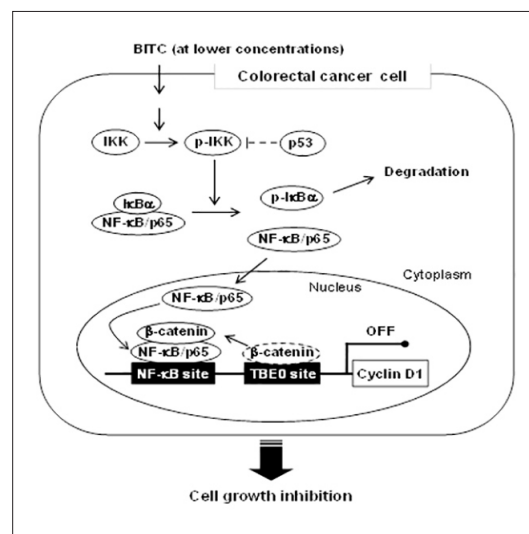 BITC (at lower concentrations)
Colorectal cancer cell
IKK
p-IKK
p53
IκBα
NF-κB/p65
p-IκBα
Degradation
NF-κB/p65
Cytoplasm
Nucleus
NF-κB/p65
β-catenin
NF-κB/p65
β-catenin
OFF
NF-κB site
TBE0 site
Cyclin D1
Cell growth inhibition